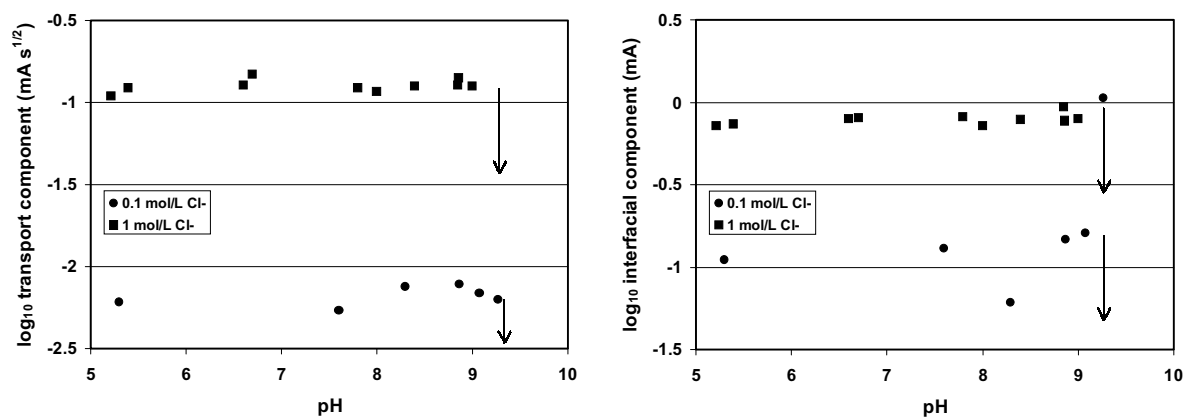 log₁₀ transport component (mA s¹/²)
-0.5
-1
-1.5
-2
-2.5
0.1 mol/L Cl-
1 mol/L Cl-
5 6 7 8 9 10
pH
log₁₀ interfacial component (mA)
0.5
0
-0.5
-1
-1.5
0.1 mol/L Cl-
1 mol/L Cl-
5 6 7 8 9 10
pH